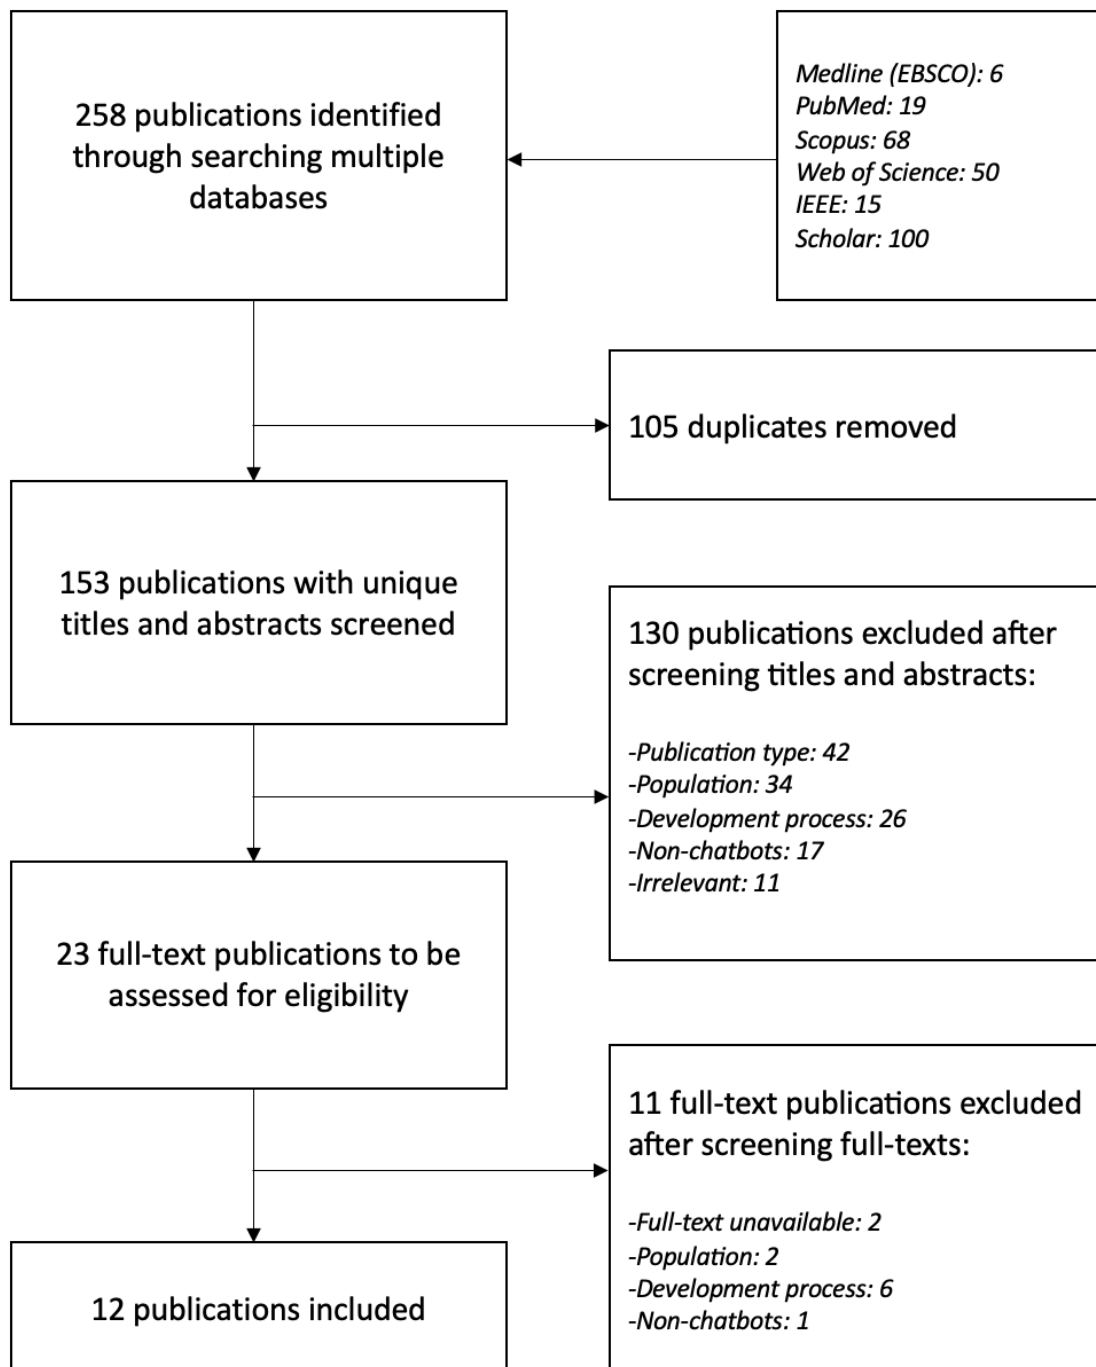 258 publications identified
through searching multiple
databases
Medline (EBSCO): 6
PubMed: 19
Scopus: 68
Web of Science: 50
IEEE: 15
Scholar: 100
105 duplicates removed
153 publications with unique
titles and abstracts screened
130 publications excluded after
screening titles and abstracts:
-Publication type: 42
-Population: 34
-Development process: 26
-Non-chatbots: 17
-Irrelevant: 11
23 full-text publications to be
assessed for eligibility
11 full-text publications excluded
after screening full-texts:
-Full-text unavailable: 2
-Population: 2
-Development process: 6
-Non-chatbots: 1
12 publications included